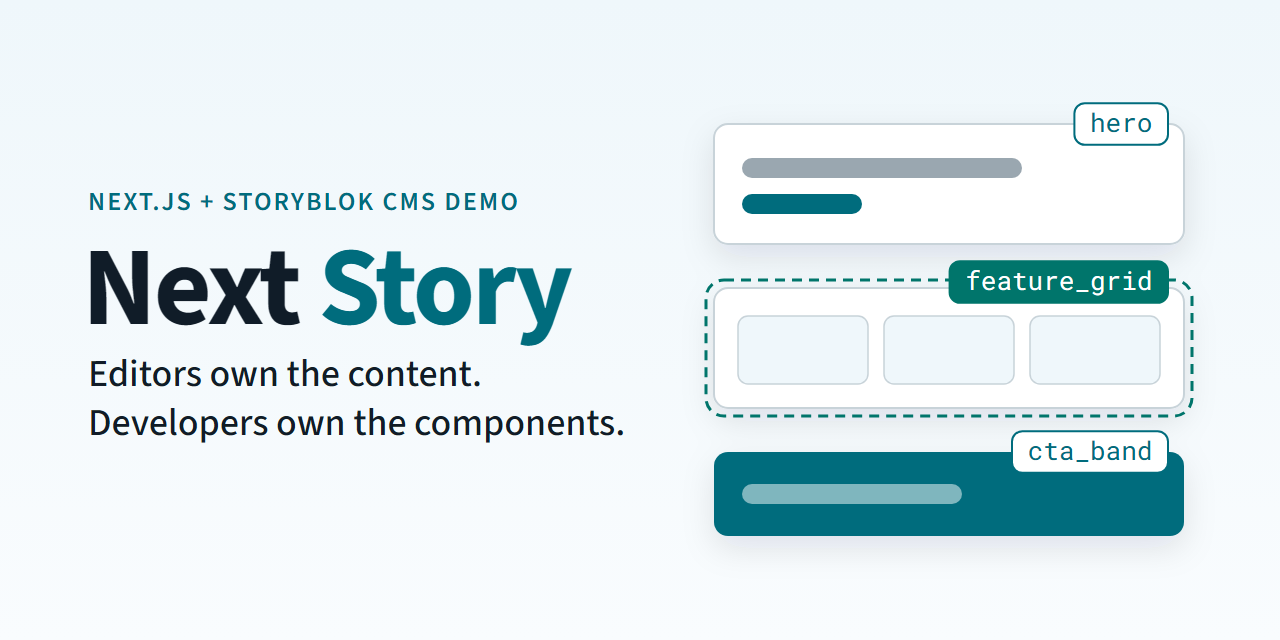 NEXT.JS + STORYBLOK CMS DEMO
Next Story
Editors own the content.
Developers own the components.
hero
feature_grid
cta_band